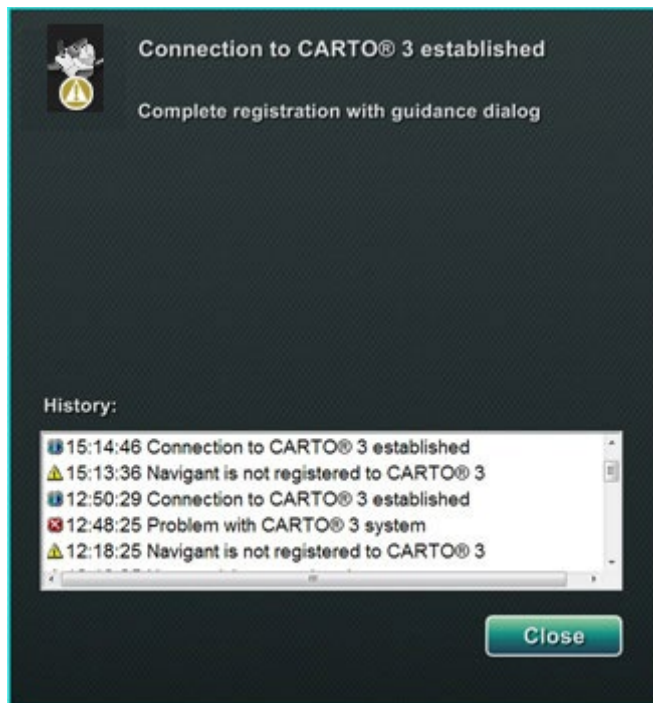 Connection to CARTO® 3 established
Complete registration with guidance dialog
History:
15:14:46 Connection to CARTO® 3 established
15:13:36 Navigant is not registered to CARTO® 3
12:50:29 Connection to CARTO® 3 established
12:48:25 Problem with CARTO® 3 system
12:18:25 Navigant is not registered to CARTO® 3
Close